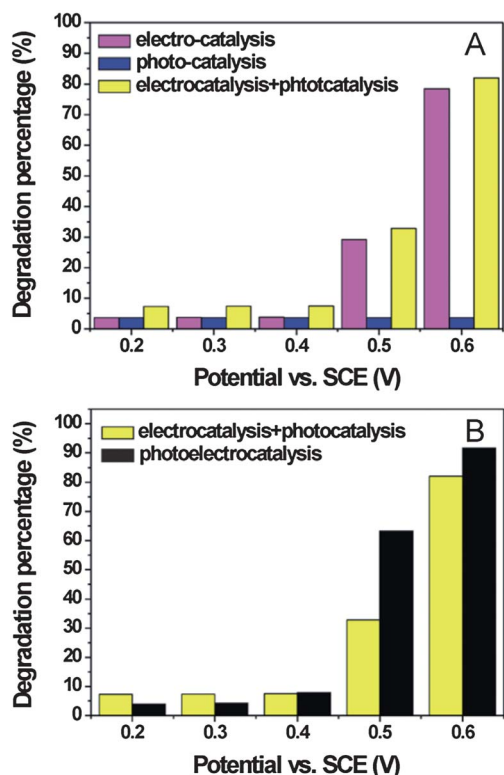 A
electro-catalysis
photo-catalysis
electrocatalysis+phtotcatalysis
Degradation percentage (%)
100
90
80
70
60
50
40
30
20
10
0
0.2 0.3 0.4 0.5 0.6
Potential vs. SCE (V)
B
electrocatalysis+photocatalysis
photoelectrocatalysis
Degradation percentage (%)
100
90
80
70
60
50
40
30
20
10
0
0.2 0.3 0.4 0.5 0.6
Potential vs. SCE (V)